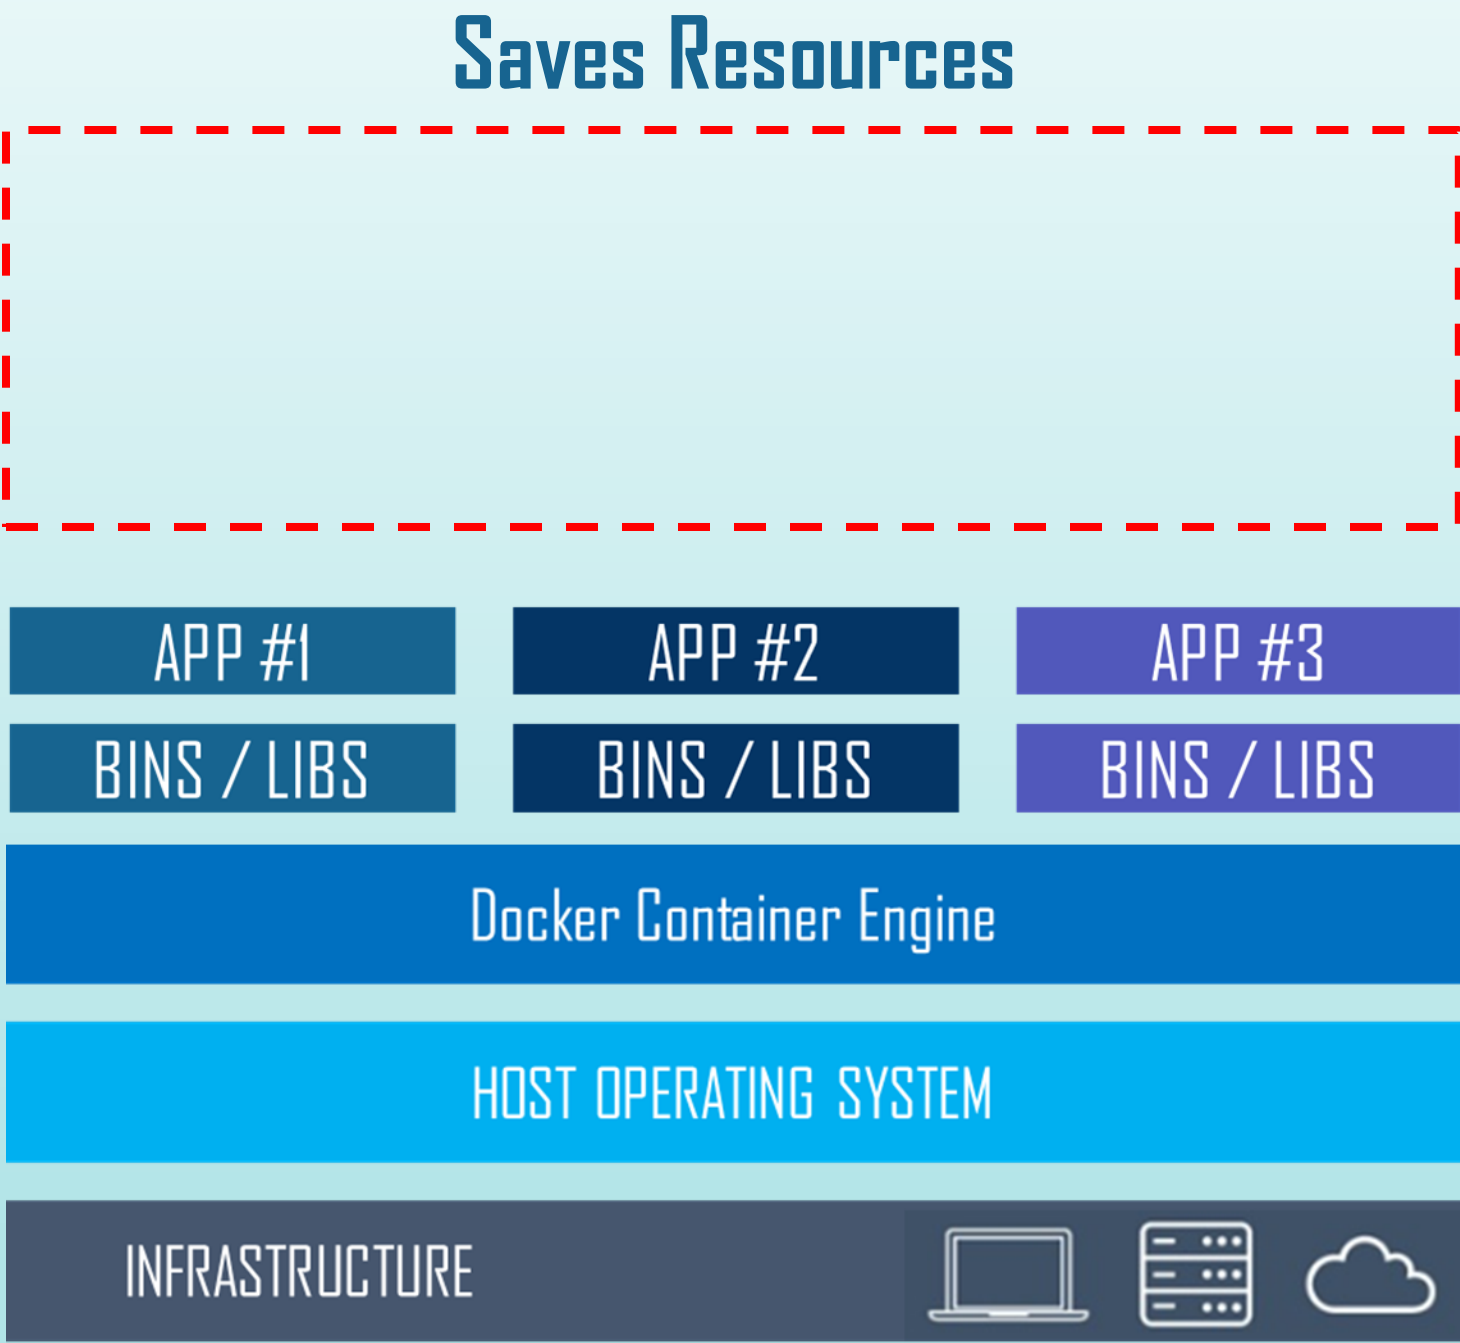 Saves Resources
APP #1
APP #2
APP #3
BINS / LIBS
BINS / LIBS
BINS / LIBS
Docker Container Engine
HOST OPERATING SYSTEM
INFRASTRUCTURE